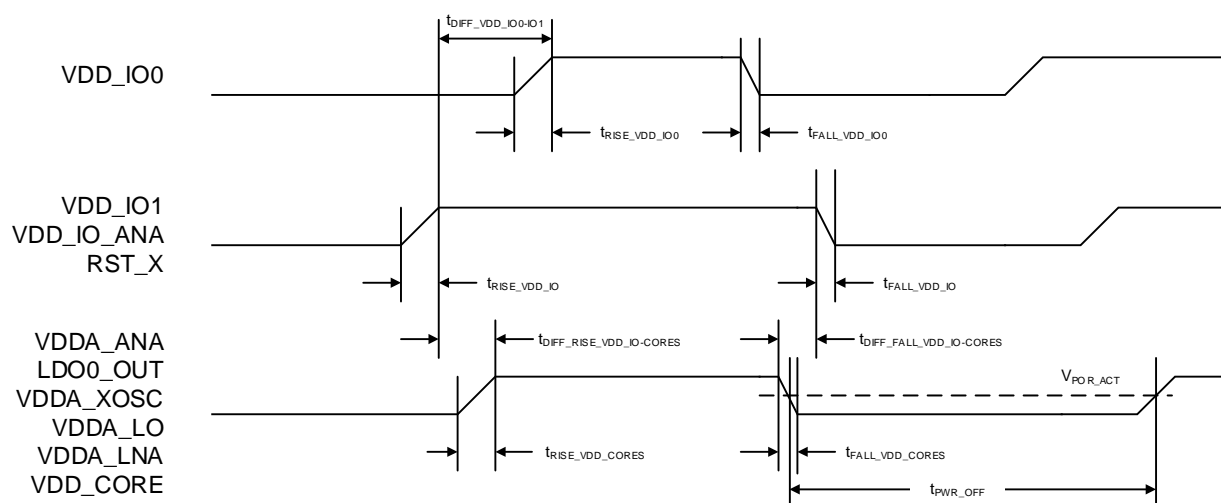 tDIFF_VDD_IO0-IO1
VDD_IO0
tRISE_VDD_IO0
tFALL_VDD_IO0
VDD_IO1
VDD_IO_ANA
RST_X
tRISE_VDD_IO
tFALL_VDD_IO
VDDA_ANA
LDO0_OUT
VDDA_XOSC
VDDA_LO
VDDA_LNA
VDD_CORE
tDIFF_RISE_VDD_IO-CORES
tDIFF_FALL_VDD_IO-CORES
VPOR_ACT
tRISE_VDD_CORES
tFALL_VDD_CORES
tPWR_OFF